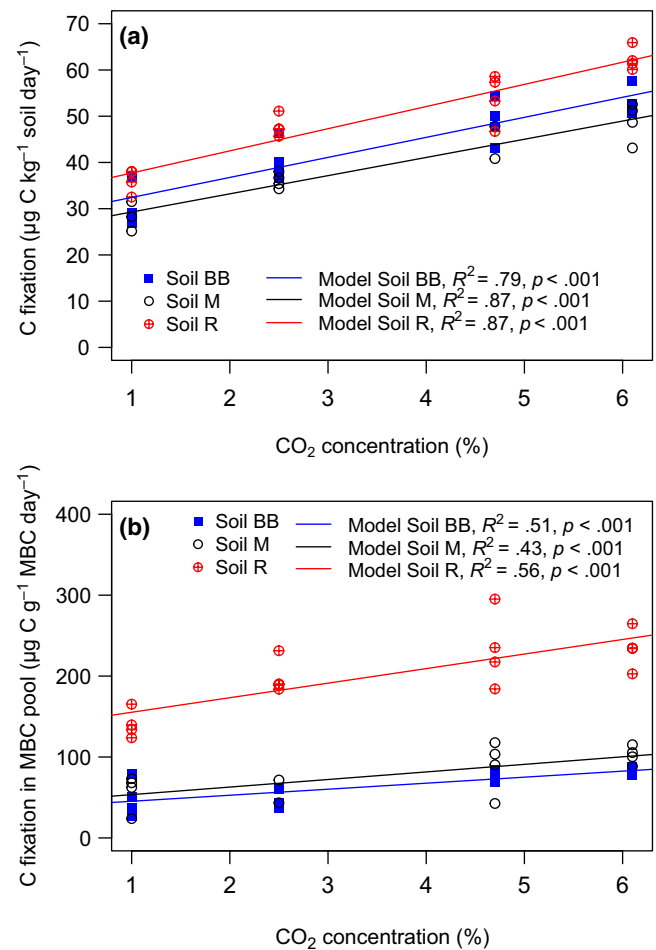 (a)
C fixation (µg C kg⁻¹ soil day⁻¹)
70
60
50
40
30
20
10
0
Soil BB
Soil M
Soil R
Model Soil BB, R² = .79, p < .001
Model Soil M, R² = .87, p < .001
Model Soil R, R² = .87, p < .001
1 2 3 4 5 6
CO₂ concentration (%)
(b)
C fixation in MBC pool (µg C g⁻¹ MBC day⁻¹)
400
300
200
100
0
Soil BB
Soil M
Soil R
Model Soil BB, R² = .51, p < .001
Model Soil M, R² = .43, p < .001
Model Soil R, R² = .56, p < .001
1 2 3 4 5 6
CO₂ concentration (%)